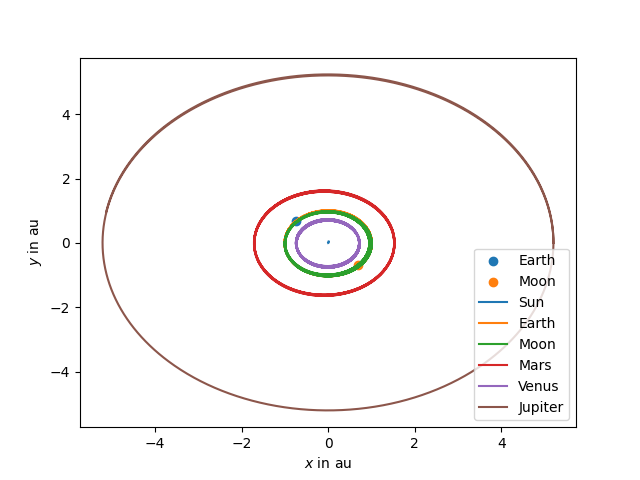 4
2
0
−2
−4
y in au
−4
−2
0
2
4
x in au
Earth
Moon
Sun
Earth
Moon
Mars
Venus
Jupiter